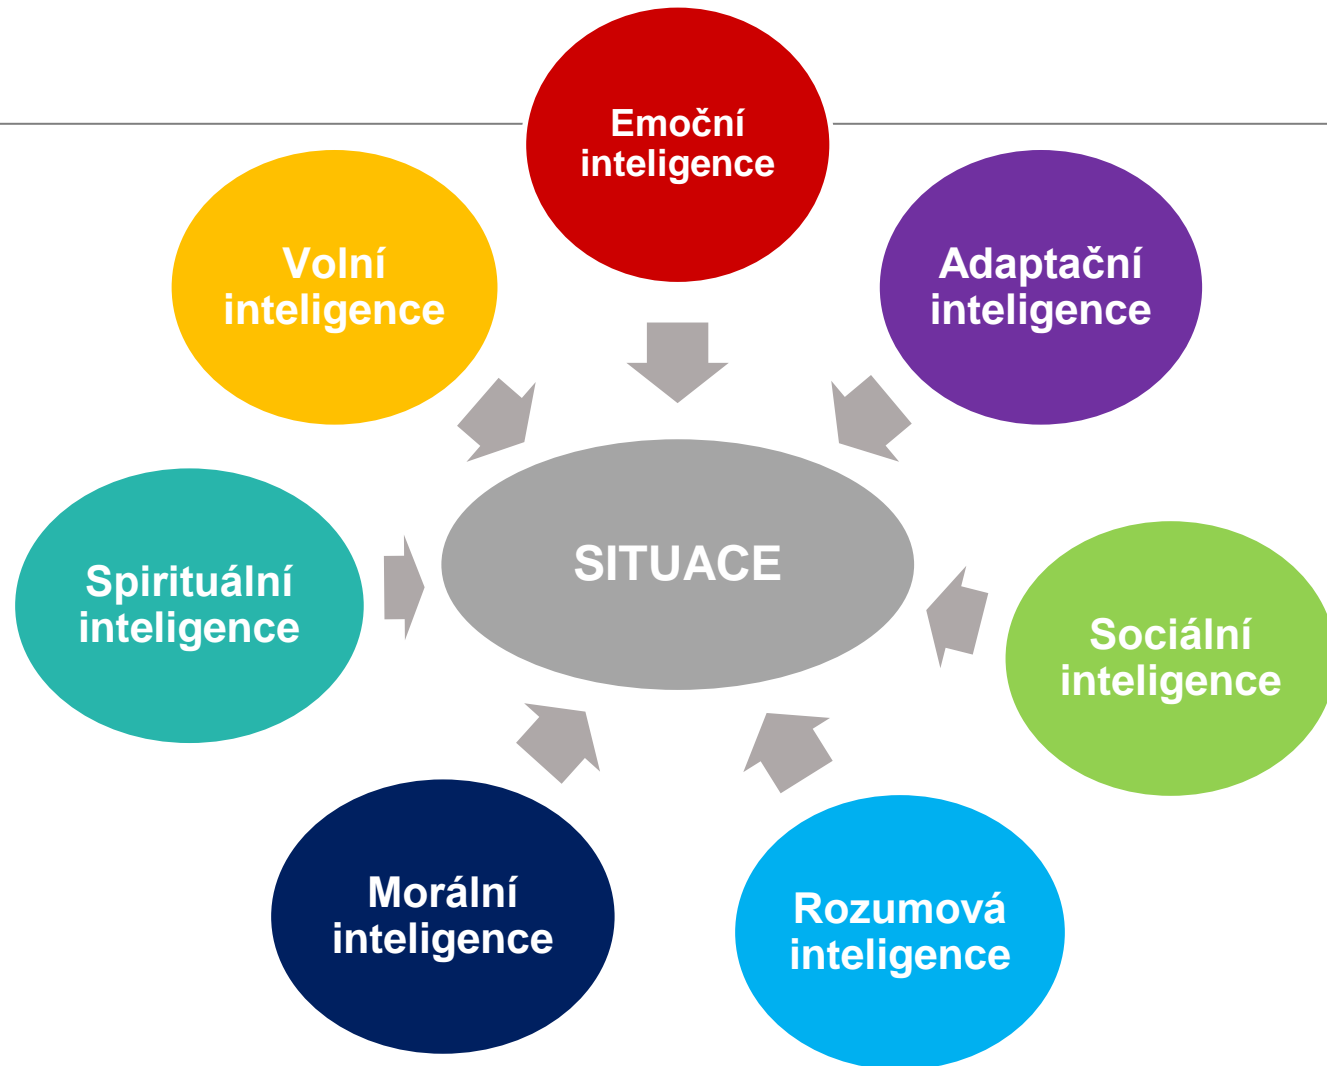 Emoční
inteligence
Volní
inteligence
Adaptační
inteligence
SITUACE
Spirituální
inteligence
Sociální
inteligence
Morální
inteligence
Rozumová
inteligence